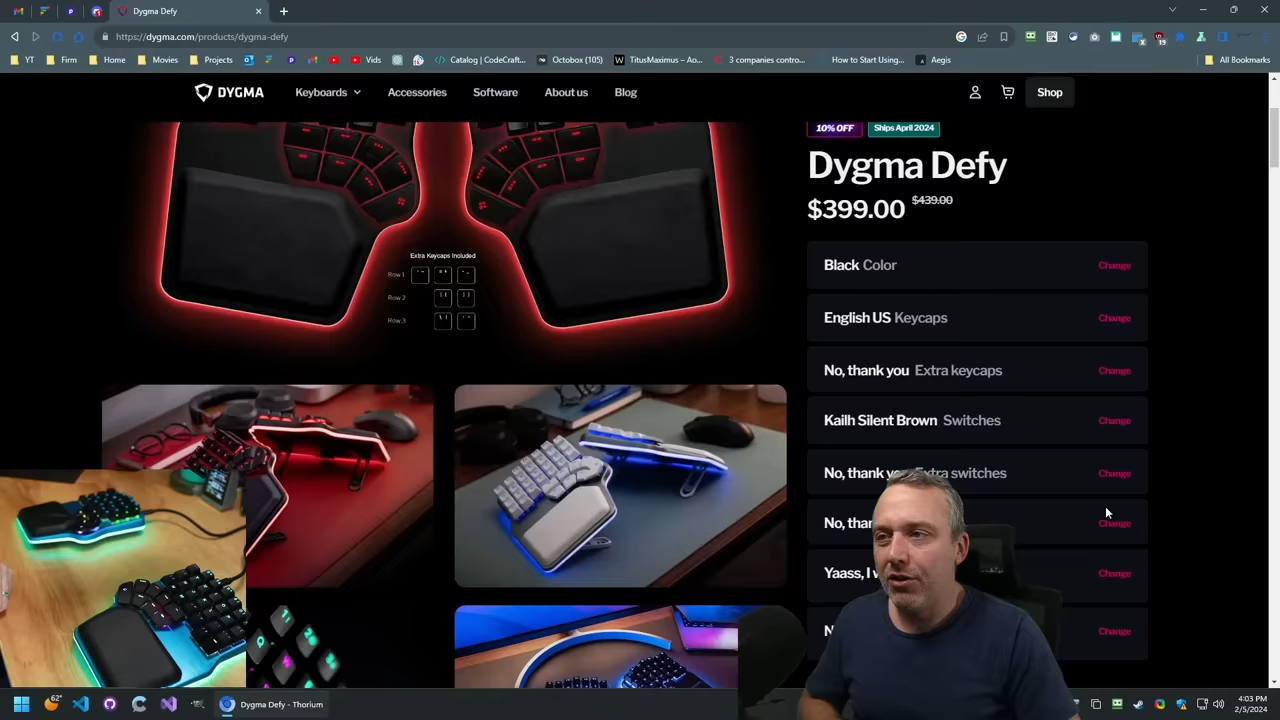 Dygma Defy
https://dygma.com/products/dygma-defy
YT
Firm
Home
Movies
Projects
Vids
Catalog | CodeCraft...
Octobox (105)
TitusMaximus – Ao...
3 companies contro...
How to Start Using...
Aegis
All Bookmarks
DYGMA
Keyboards
Accessories
Software
About us
Blog
Shop
10% OFF
Ships April 2024
Dygma Defy
$399.00 $439.00
Black Color
Change
English US Keycaps
Change
No, thank you Extra keycaps
Change
Kailh Silent Brown Switches
Change
Extra switches
Change
Change
Change
Change
Extra Keycaps Included
Row 1
Row 2
Row 3
62°
Dygma Defy - Thorium
4:03 PM
2/5/2024